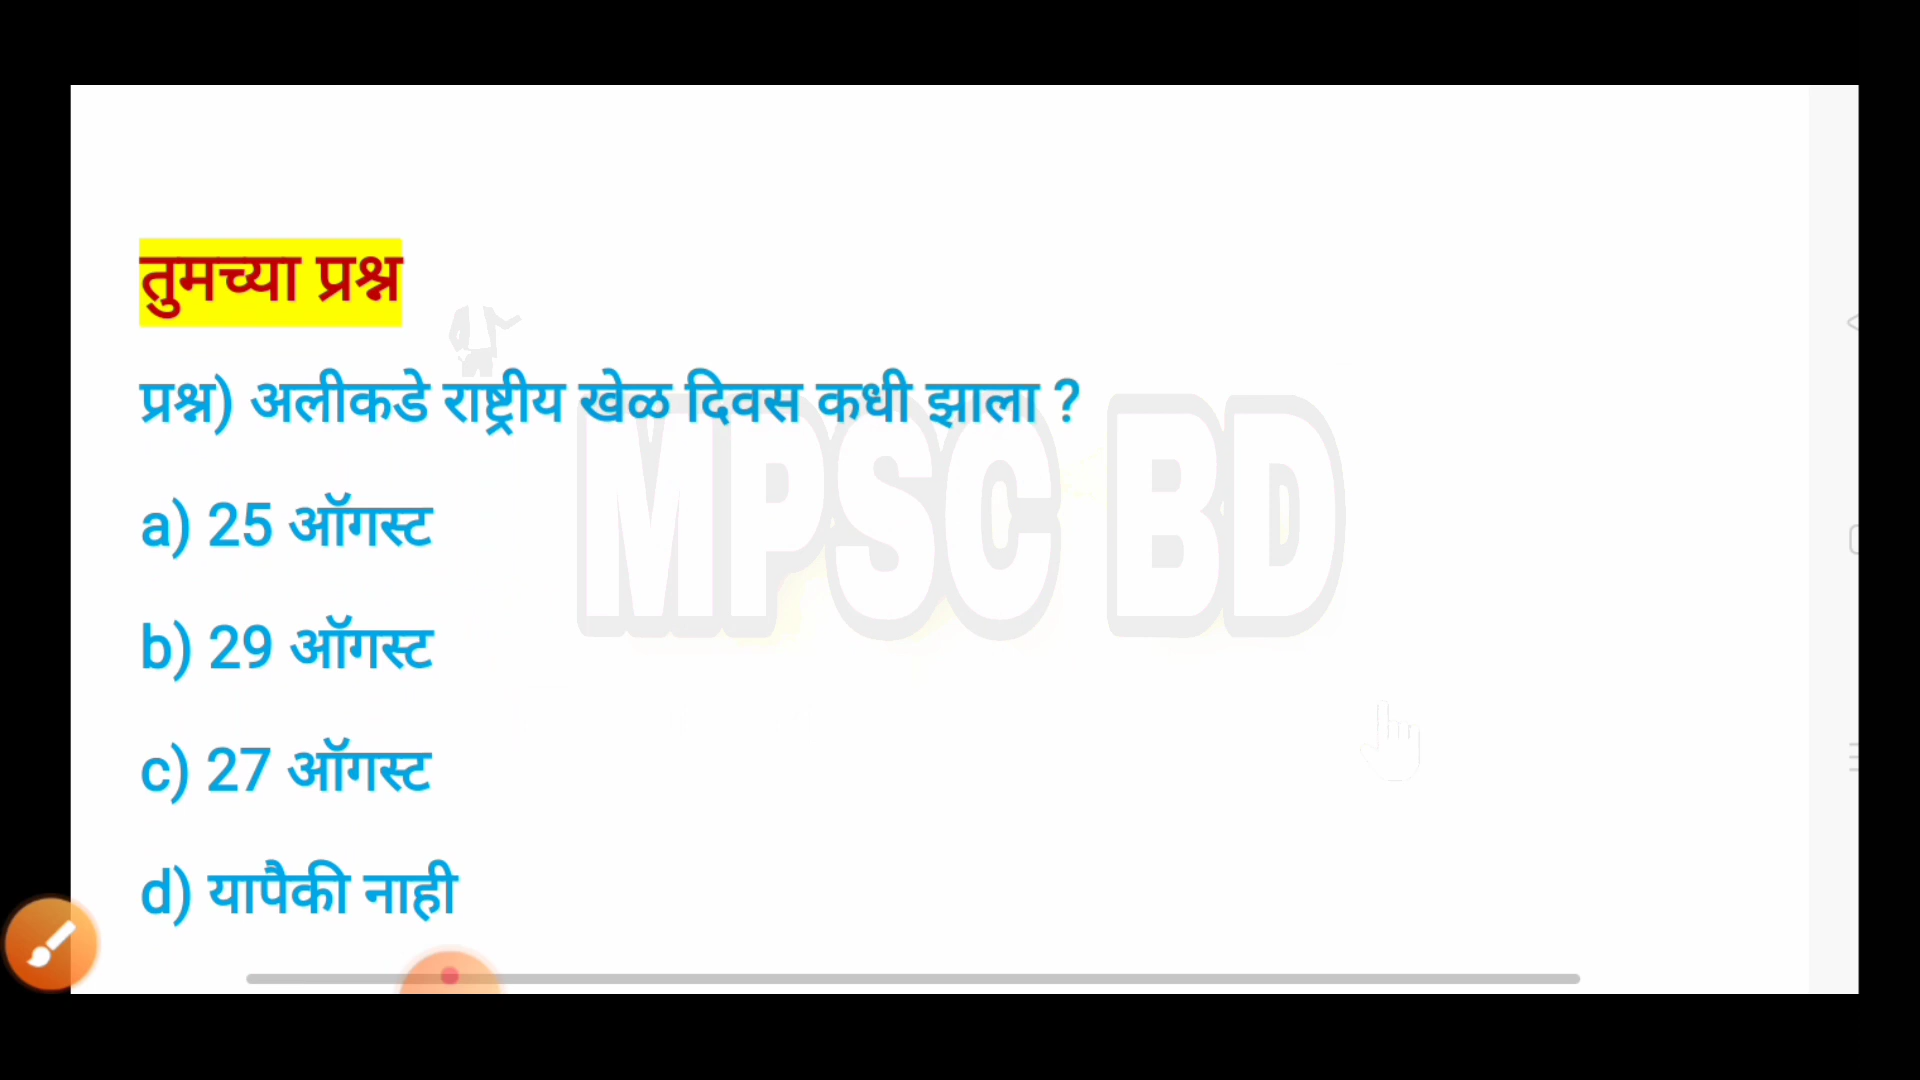 तुमच्या प्रश्न
प्रश्न) अलीकडे राष्ट्रीय खेळ दिवस कधी झाला ?
MPSC BD
a) 25 ऑगस्ट
b) 29 ऑगस्ट
c) 27 ऑगस्ट
d) यापैकी नाही